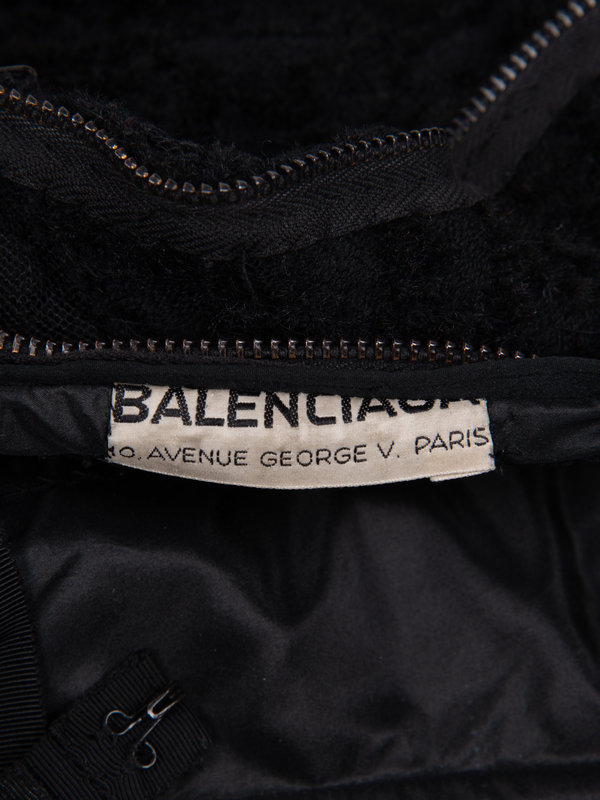 BALENCIAGA
10. AVENUE GEORGE V. PARIS